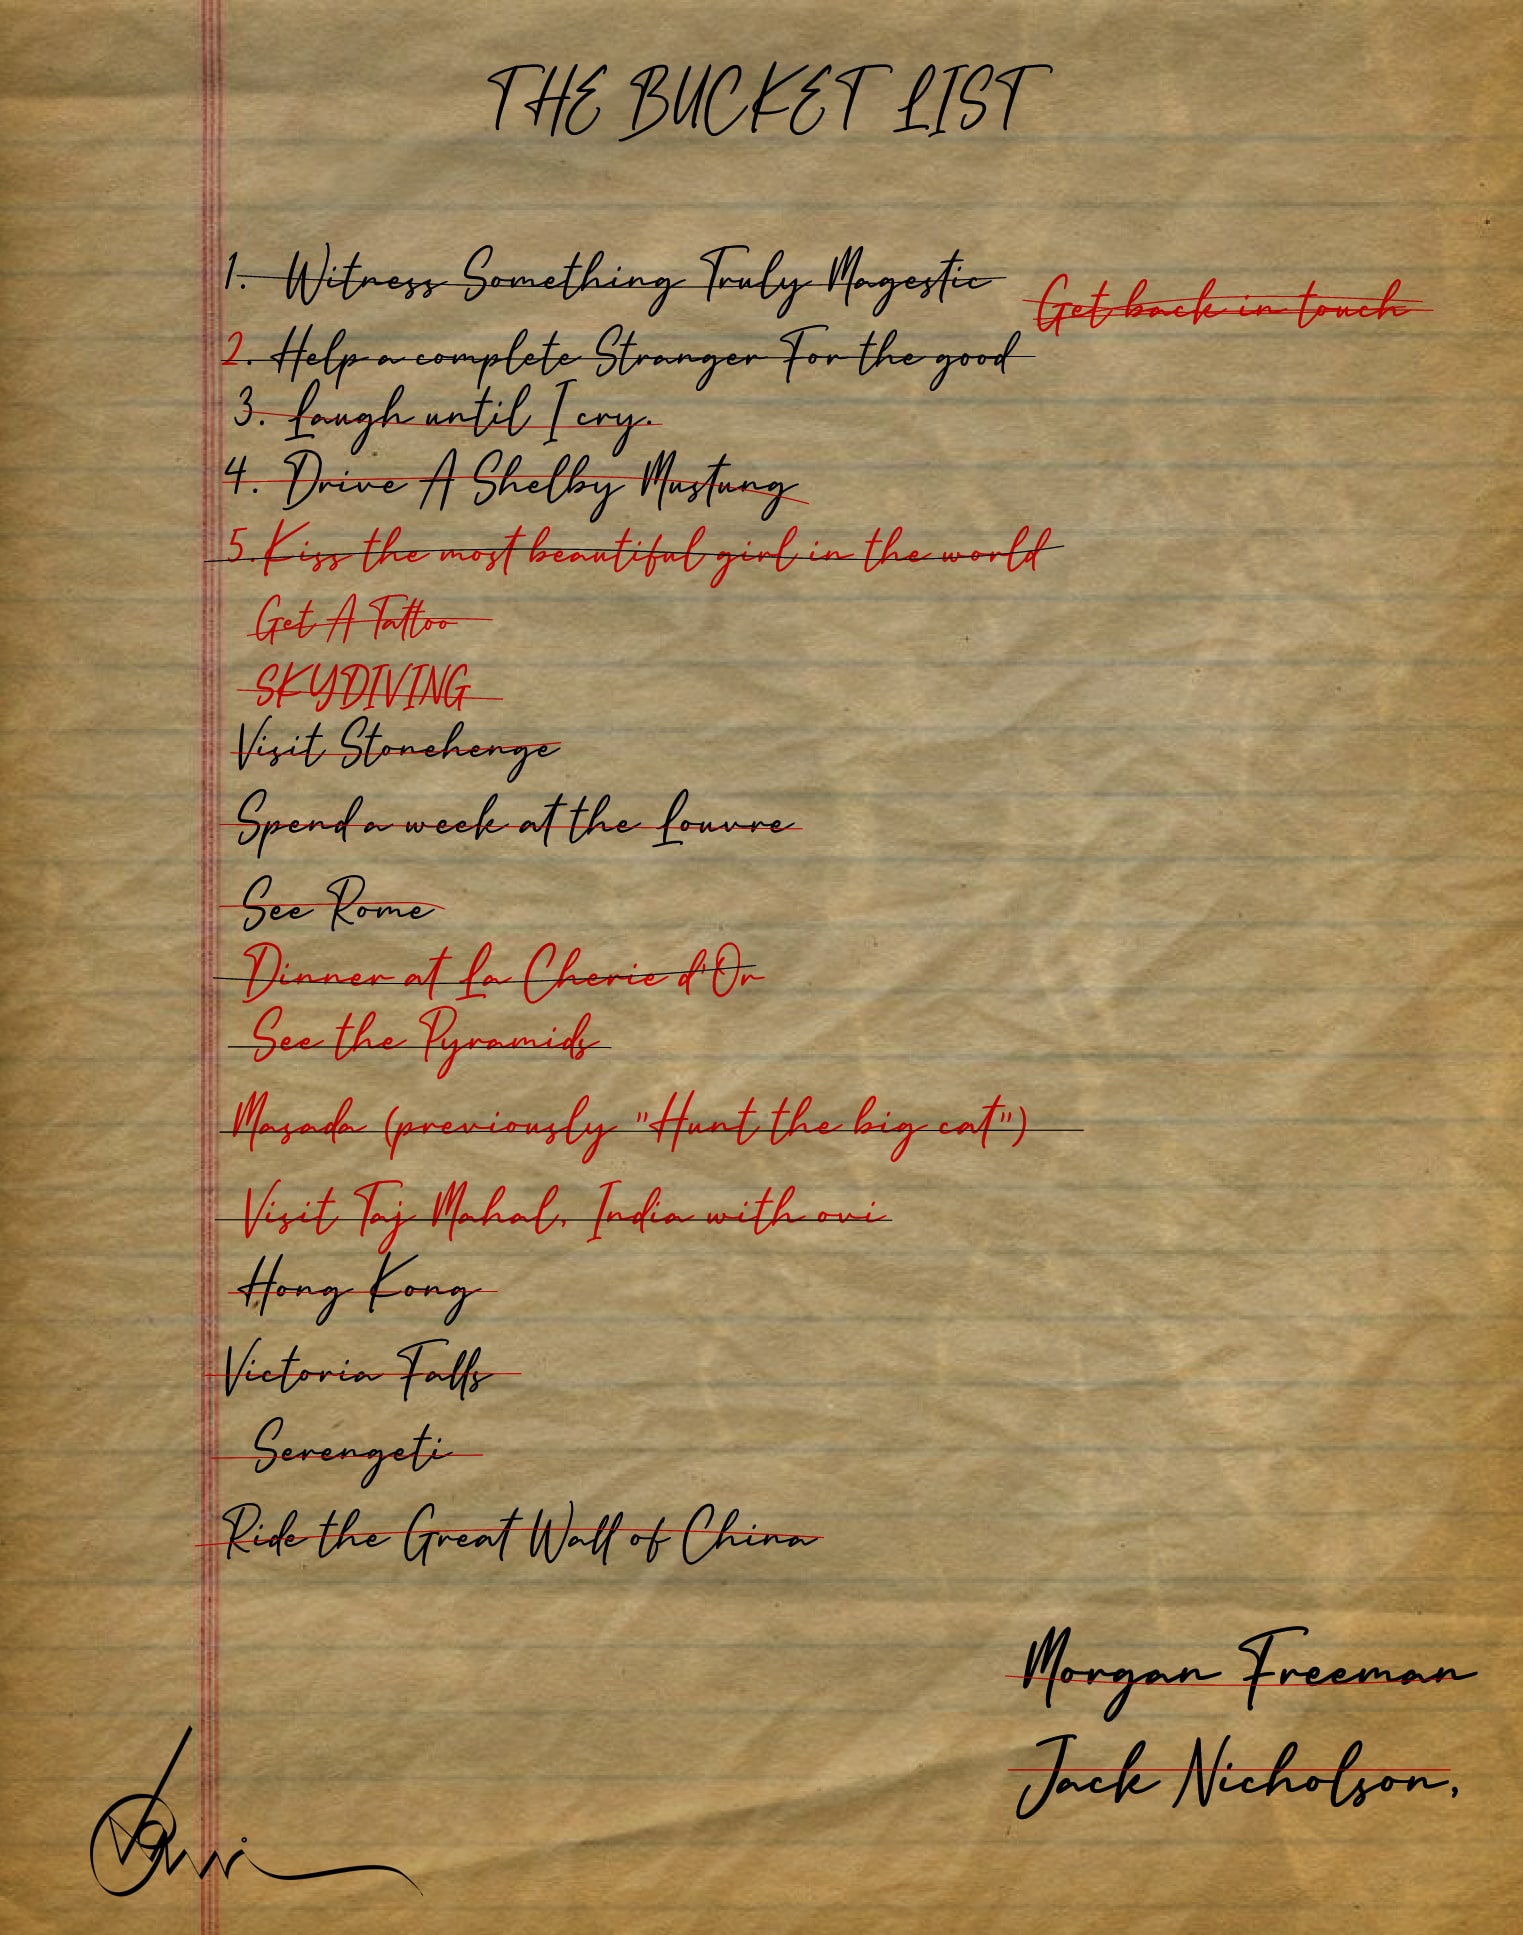 THE BUCKET LIST
1. Witness Something Truly Magestic
Get back in touch
2. Help a complete Stranger For the good
3. Laugh until I cry.
4. Drive A Shelby Mustung
5. Kiss the most beautiful girl in the world
Get A Tattoo
SKYDIVING
Visit Stonehenge
Spend a week at the Louvre
See Rome
Dinner at La Cherie d'Or
See the Pyramids
Masada (previously "Hunt the big cat")
Visit Taj Mahal, India with ovi
Hong Kong
Victoria Falls
Serengeti
Ride the Great Wall of China
Morgan Freeman
Jack Nicholson,